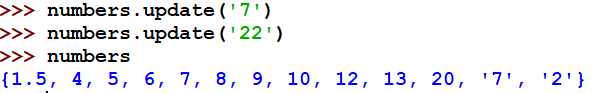 >>> numbers.update('7')
>>> numbers.update('22')
>>> numbers
{1.5, 4, 5, 6, 7, 8, 9, 10, 12, 13, 20, '7', '2'}